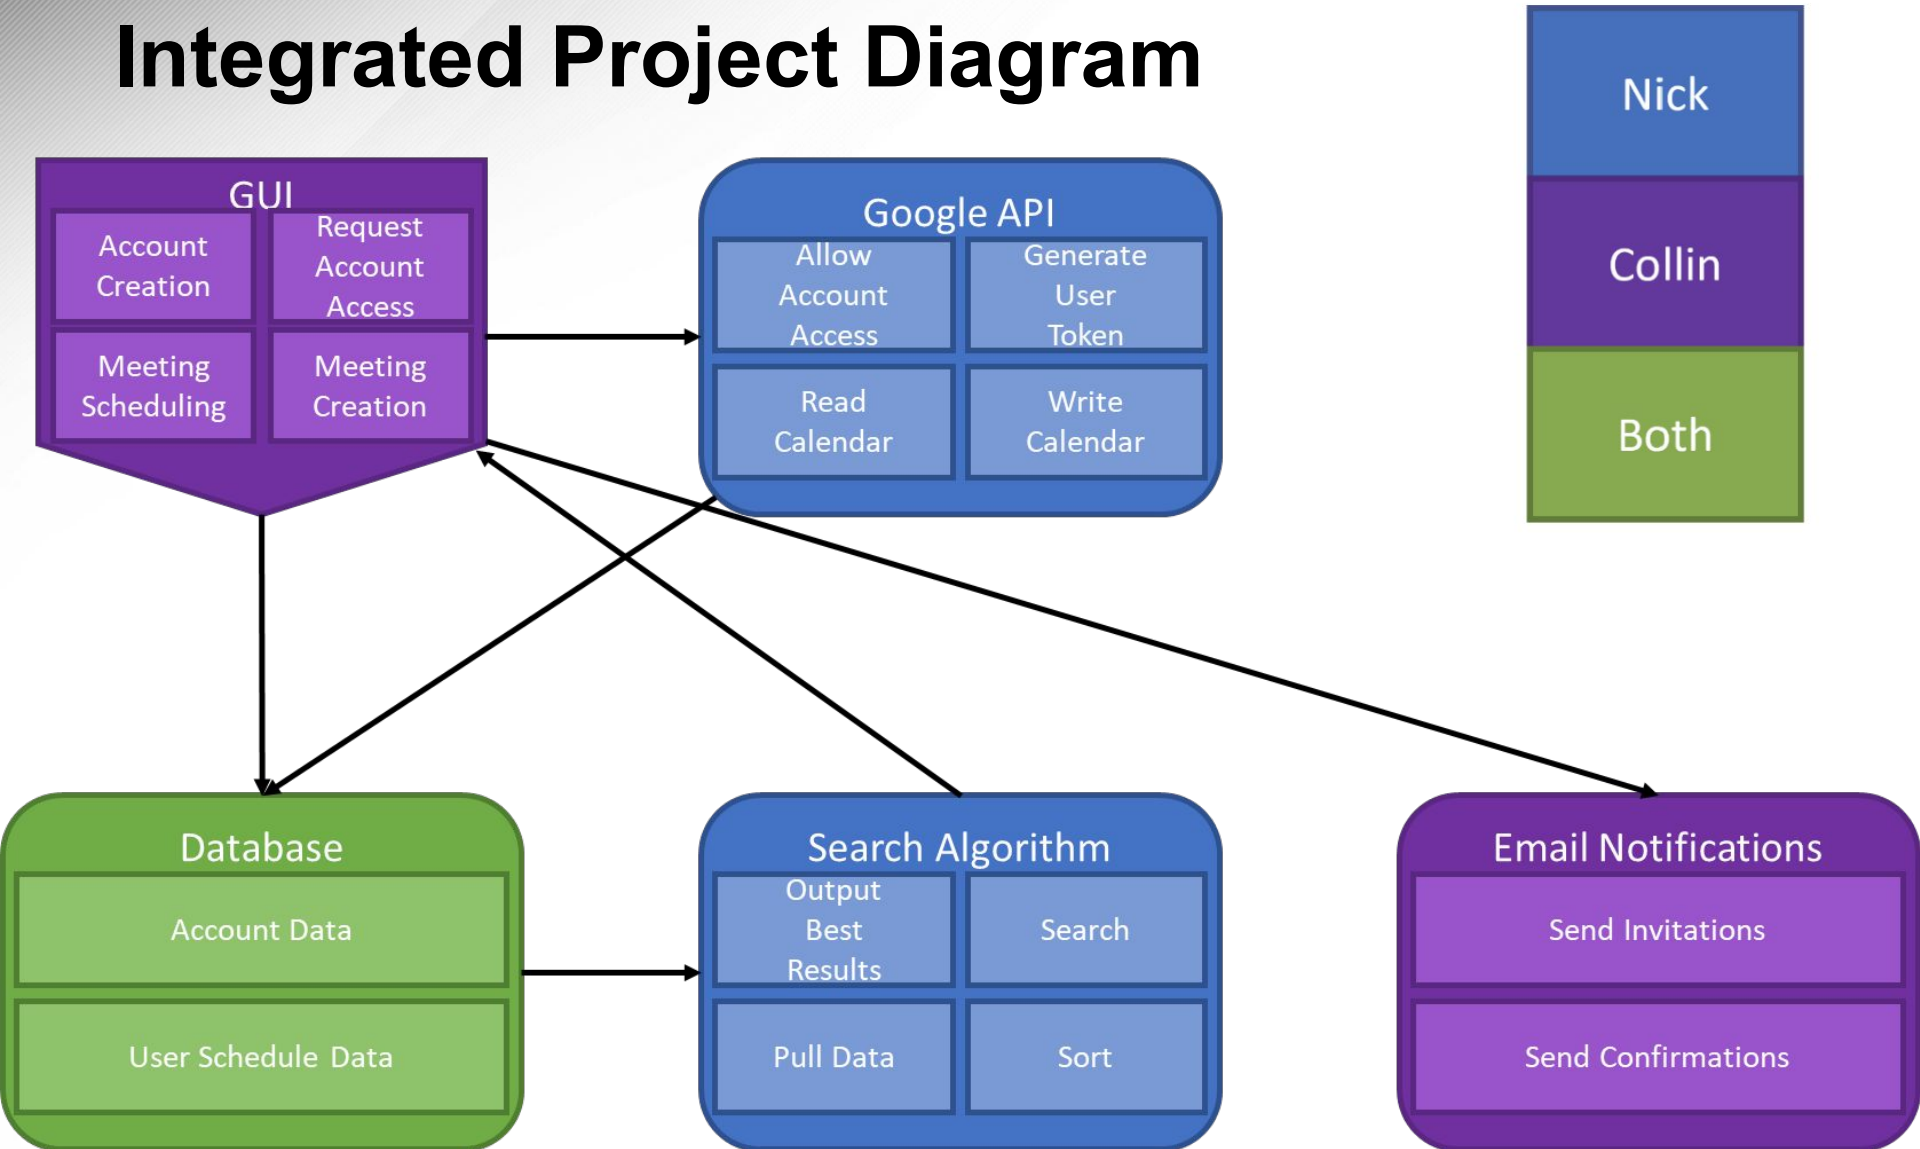 Integrated Project Diagram
Nick
Collin
Both
GUI
Account
Creation
Request
Account
Access
Meeting
Scheduling
Meeting
Creation
Google API
Allow
Account
Access
Generate
User
Token
Read
Calendar
Write
Calendar
Database
Account Data
User Schedule Data
Search Algorithm
Output
Best
Results
Search
Pull Data
Sort
Email Notifications
Send Invitations
Send Confirmations